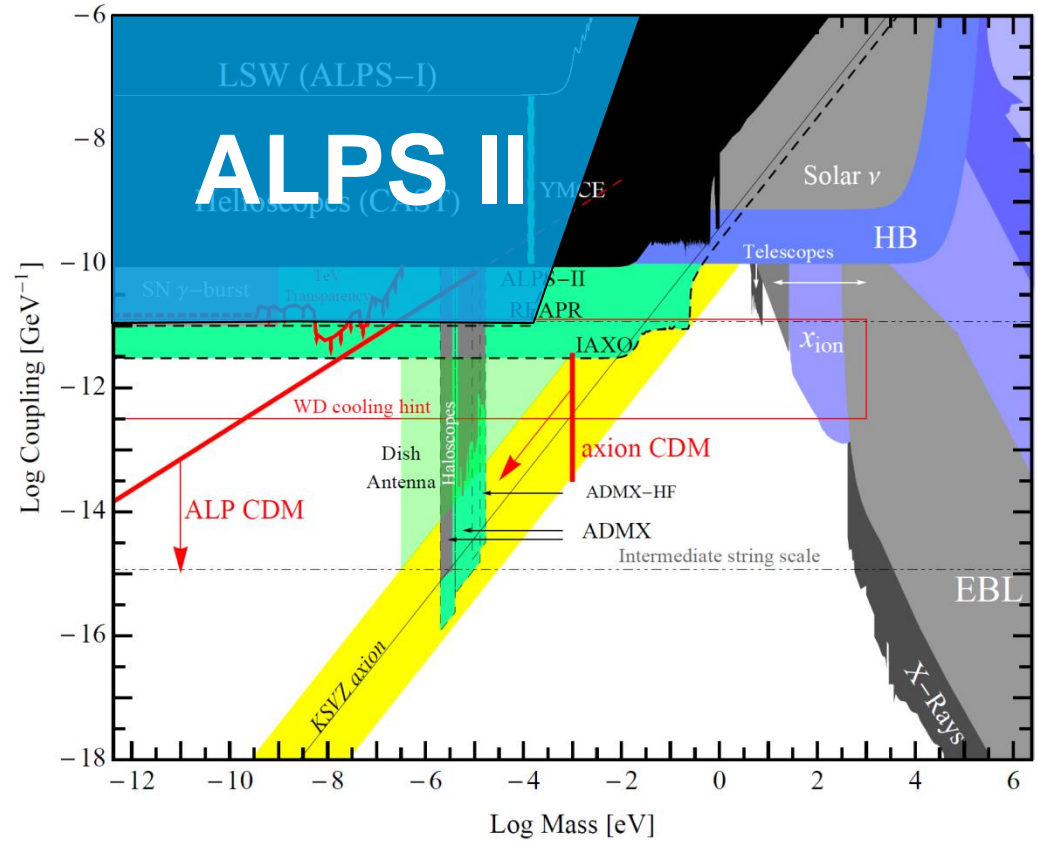 −6
−8
−10
−12
−14
−16
−18
Log Coupling [GeV⁻¹]
LSW (ALPS−I)
ALPS II
Helioscopes (CAST)
YMCE
Solar ν
HB
Telescopes
SN γ−burst
TeV
Transparency
ALPS−II
REAPR
IAXO
x_ion
WD cooling hint
Haloscopes
axion CDM
Dish
Antenna
ADMX−HF
ALP CDM
ADMX
Intermediate string scale
EBL
KSVZ axion
X−Rays
−12 −10 −8 −6 −4 −2 0 2 4 6
Log Mass [eV]